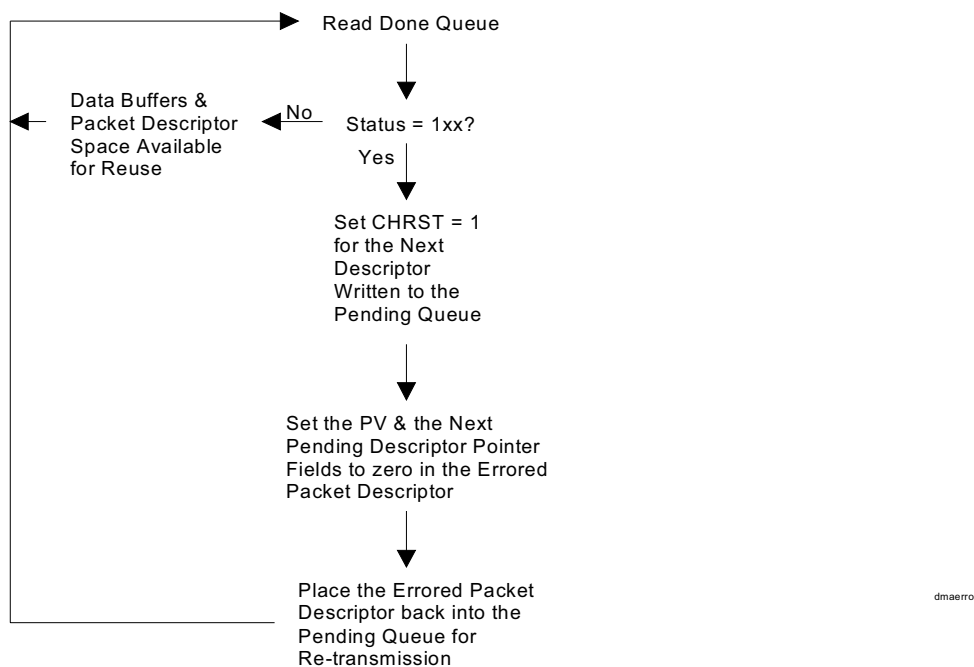 Read Done Queue
Data Buffers &
Packet Descriptor
Space Available
for Reuse
No
Status = 1xx?
Yes
Set CHRST = 1
for the Next
Descriptor
Written to the
Pending Queue
Set the PV & the Next
Pending Descriptor Pointer
Fields to zero in the Errored
Packet Descriptor
Place the Errored Packet
Descriptor back into the
Pending Queue for
Re-transmission
dmaerro